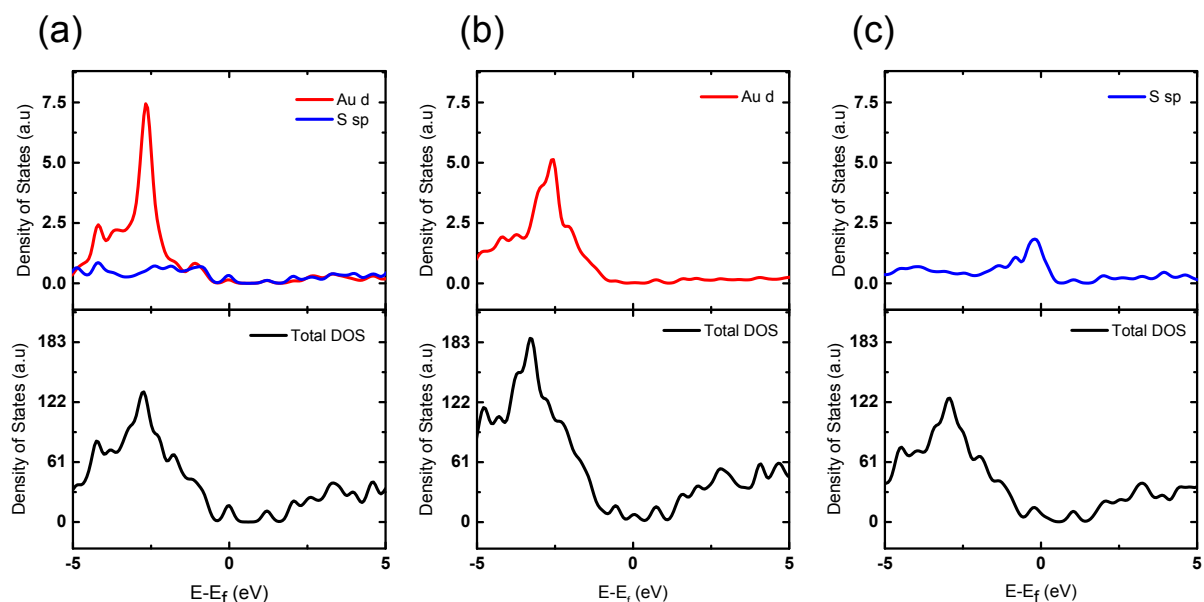 (a)
7.5
5.0
2.5
0.0
Density of States (a.u)
Au d
S sp
183
122
61
0
Density of States (a.u)
Total DOS
-5
0
5
E-Ef (eV)
(b)
7.5
5.0
2.5
0.0
Density of States (a.u)
Au d
183
122
61
0
Density of States (a.u)
Total DOS
-5
0
5
E-Ef (eV)
(c)
7.5
5.0
2.5
0.0
Density of States (a.u)
S sp
183
122
61
0
Density of States (a.u)
Total DOS
-5
0
5
E-Ef (eV)